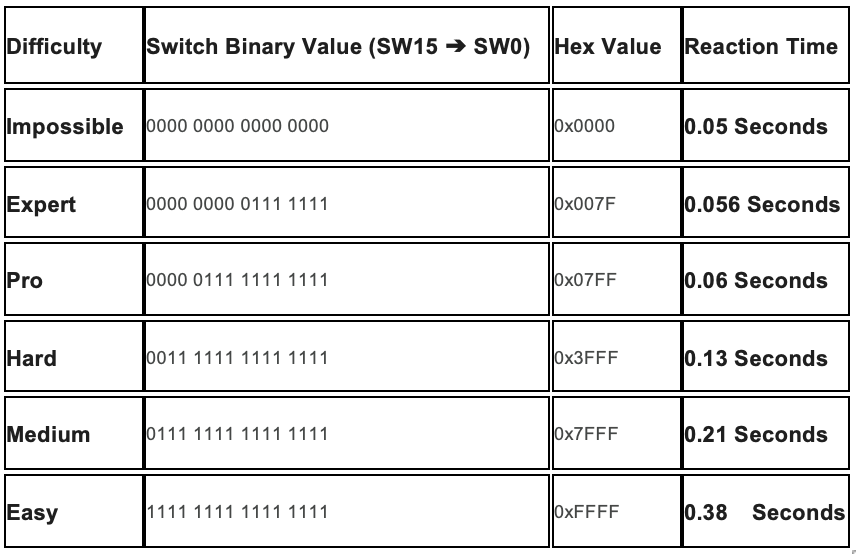 Difficulty Switch Binary Value (SW15 ➔ SW0) Hex Value Reaction Time
Impossible 0000 0000 0000 0000 0x0000 0.05 Seconds
Expert 0000 0000 0111 1111 0x007F 0.056 Seconds
Pro 0000 0111 1111 1111 0x07FF 0.06 Seconds
Hard 0011 1111 1111 1111 0x3FFF 0.13 Seconds
Medium 0111 1111 1111 1111 0x7FFF 0.21 Seconds
Easy 1111 1111 1111 1111 0xFFFF 0.38 Seconds